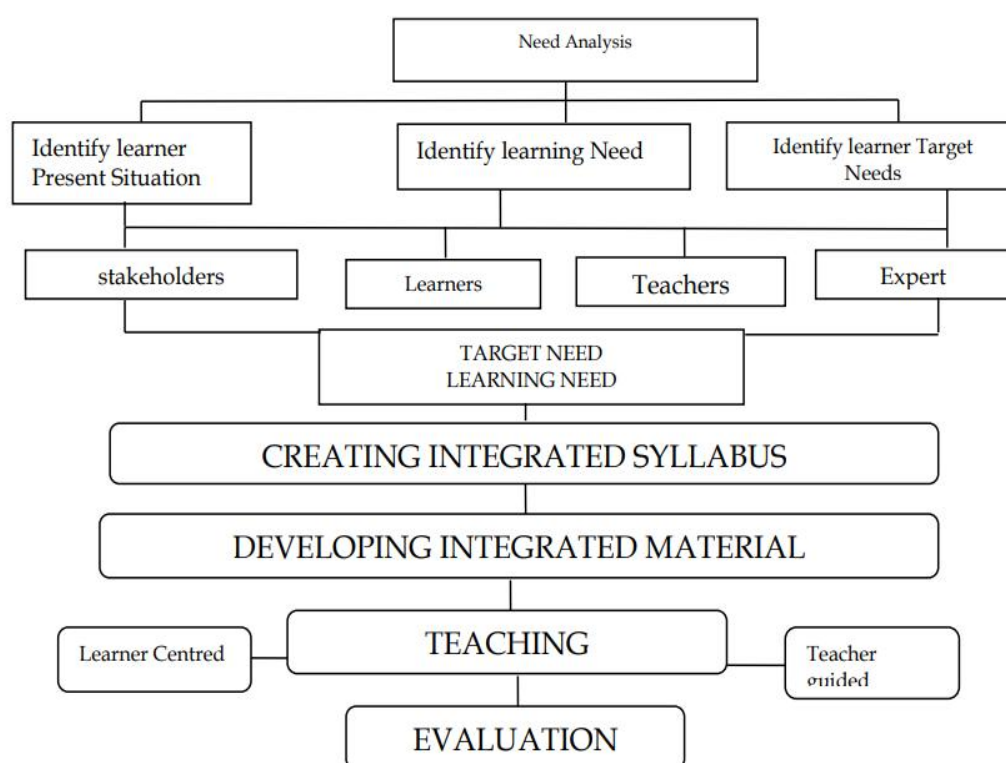 Need Analysis
Identify learner
Present Situation
Identify learning Need
Identify learner Target
Needs
stakeholders
Learners
Teachers
Expert
TARGET NEED
LEARNING NEED
CREATING INTEGRATED SYLLABUS
DEVELOPING INTEGRATED MATERIAL
TEACHING
Learner Centred
Teacher
guided
EVALUATION